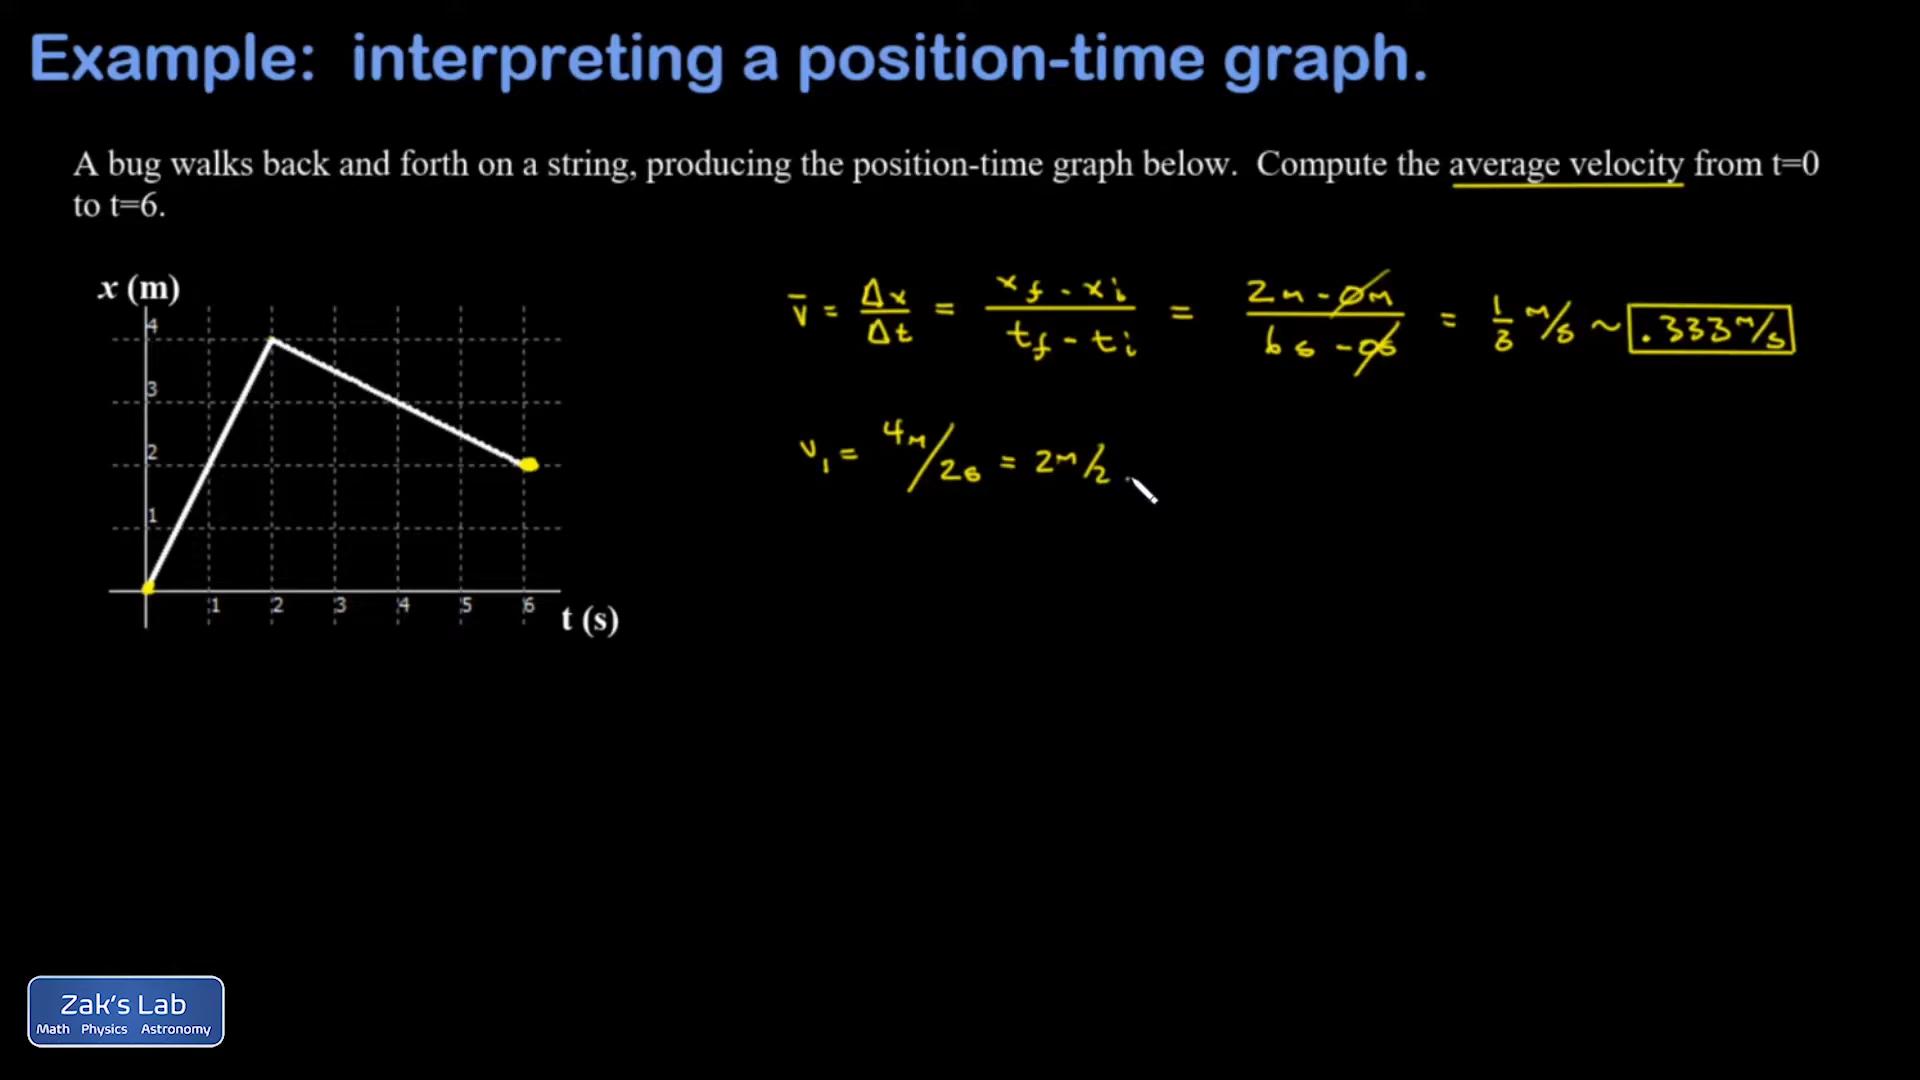 Example: interpreting a position-time graph.
A bug walks back and forth on a string, producing the position-time graph below. Compute the average velocity from t=0
to t=6.
x (m)
4
3
2
1
1 2 3 4 5 6
t (s)
v̄ = Δx/Δt = (xf - xi)/(tf - ti) = (2m - 0m)/(6s - 0s) = 1/3 m/s ~ .333 m/s
v₁ = 4m/2s = 2m/2
Zak's Lab
Math Physics Astronomy